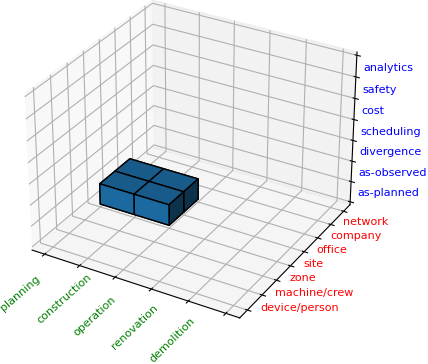 analytics
safety
cost
scheduling
divergence
as-observed
as-planned
network
company
office
site
zone
machine/crew
device/person
planning
construction
operation
renovation
demolition